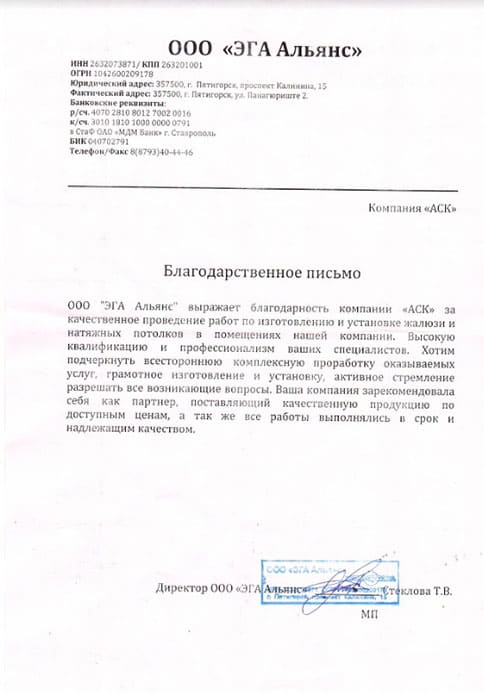 ООО «ЭГА Альянс»
ИНН 2632073871/ КПП 263201001
ОГРН 1042600209178
Юридический адрес: 357500, г. Пятигорск, проспект Калинина, 15
Фактический адрес: 357500, г. Пятигорск, ул. Панагюриште 2.
Банковские реквизиты:
р/сч. 4070 2810 8012 7002 0016
к/сч. 3010 1810 1000 0000 0791
в СтаФ ОАО «МДМ Банк» г. Ставрополь
БИК 040702791
Телефон/Факс 8(8793)40-44-46
Компания «АСК»
Благодарственное письмо
ООО "ЭГА Альянс" выражает благодарность компании «АСК» за
качественное проведение работ по изготовлению и установке жалюзи и
натяжных потолков в помещениях нашей компании. Высокую
квалификацию и профессионализм ваших специалистов. Хотим
подчеркнуть всестороннюю комплексную проработку оказываемых
услуг, грамотное изготовление и установку, активное стремление
разрешать все возникающие вопросы. Ваша компания зарекомендовала
себя как партнер, поставляющий качественную продукцию по
доступным ценам, а так же все работы выполнялись в срок и
надлежащим качеством.
ООО «ЭГА Альянс»
Директор ООО «ЭГА Альянс» Стеклова Т.В.
г. Пятигорск, проспект Калинина, 15
МП